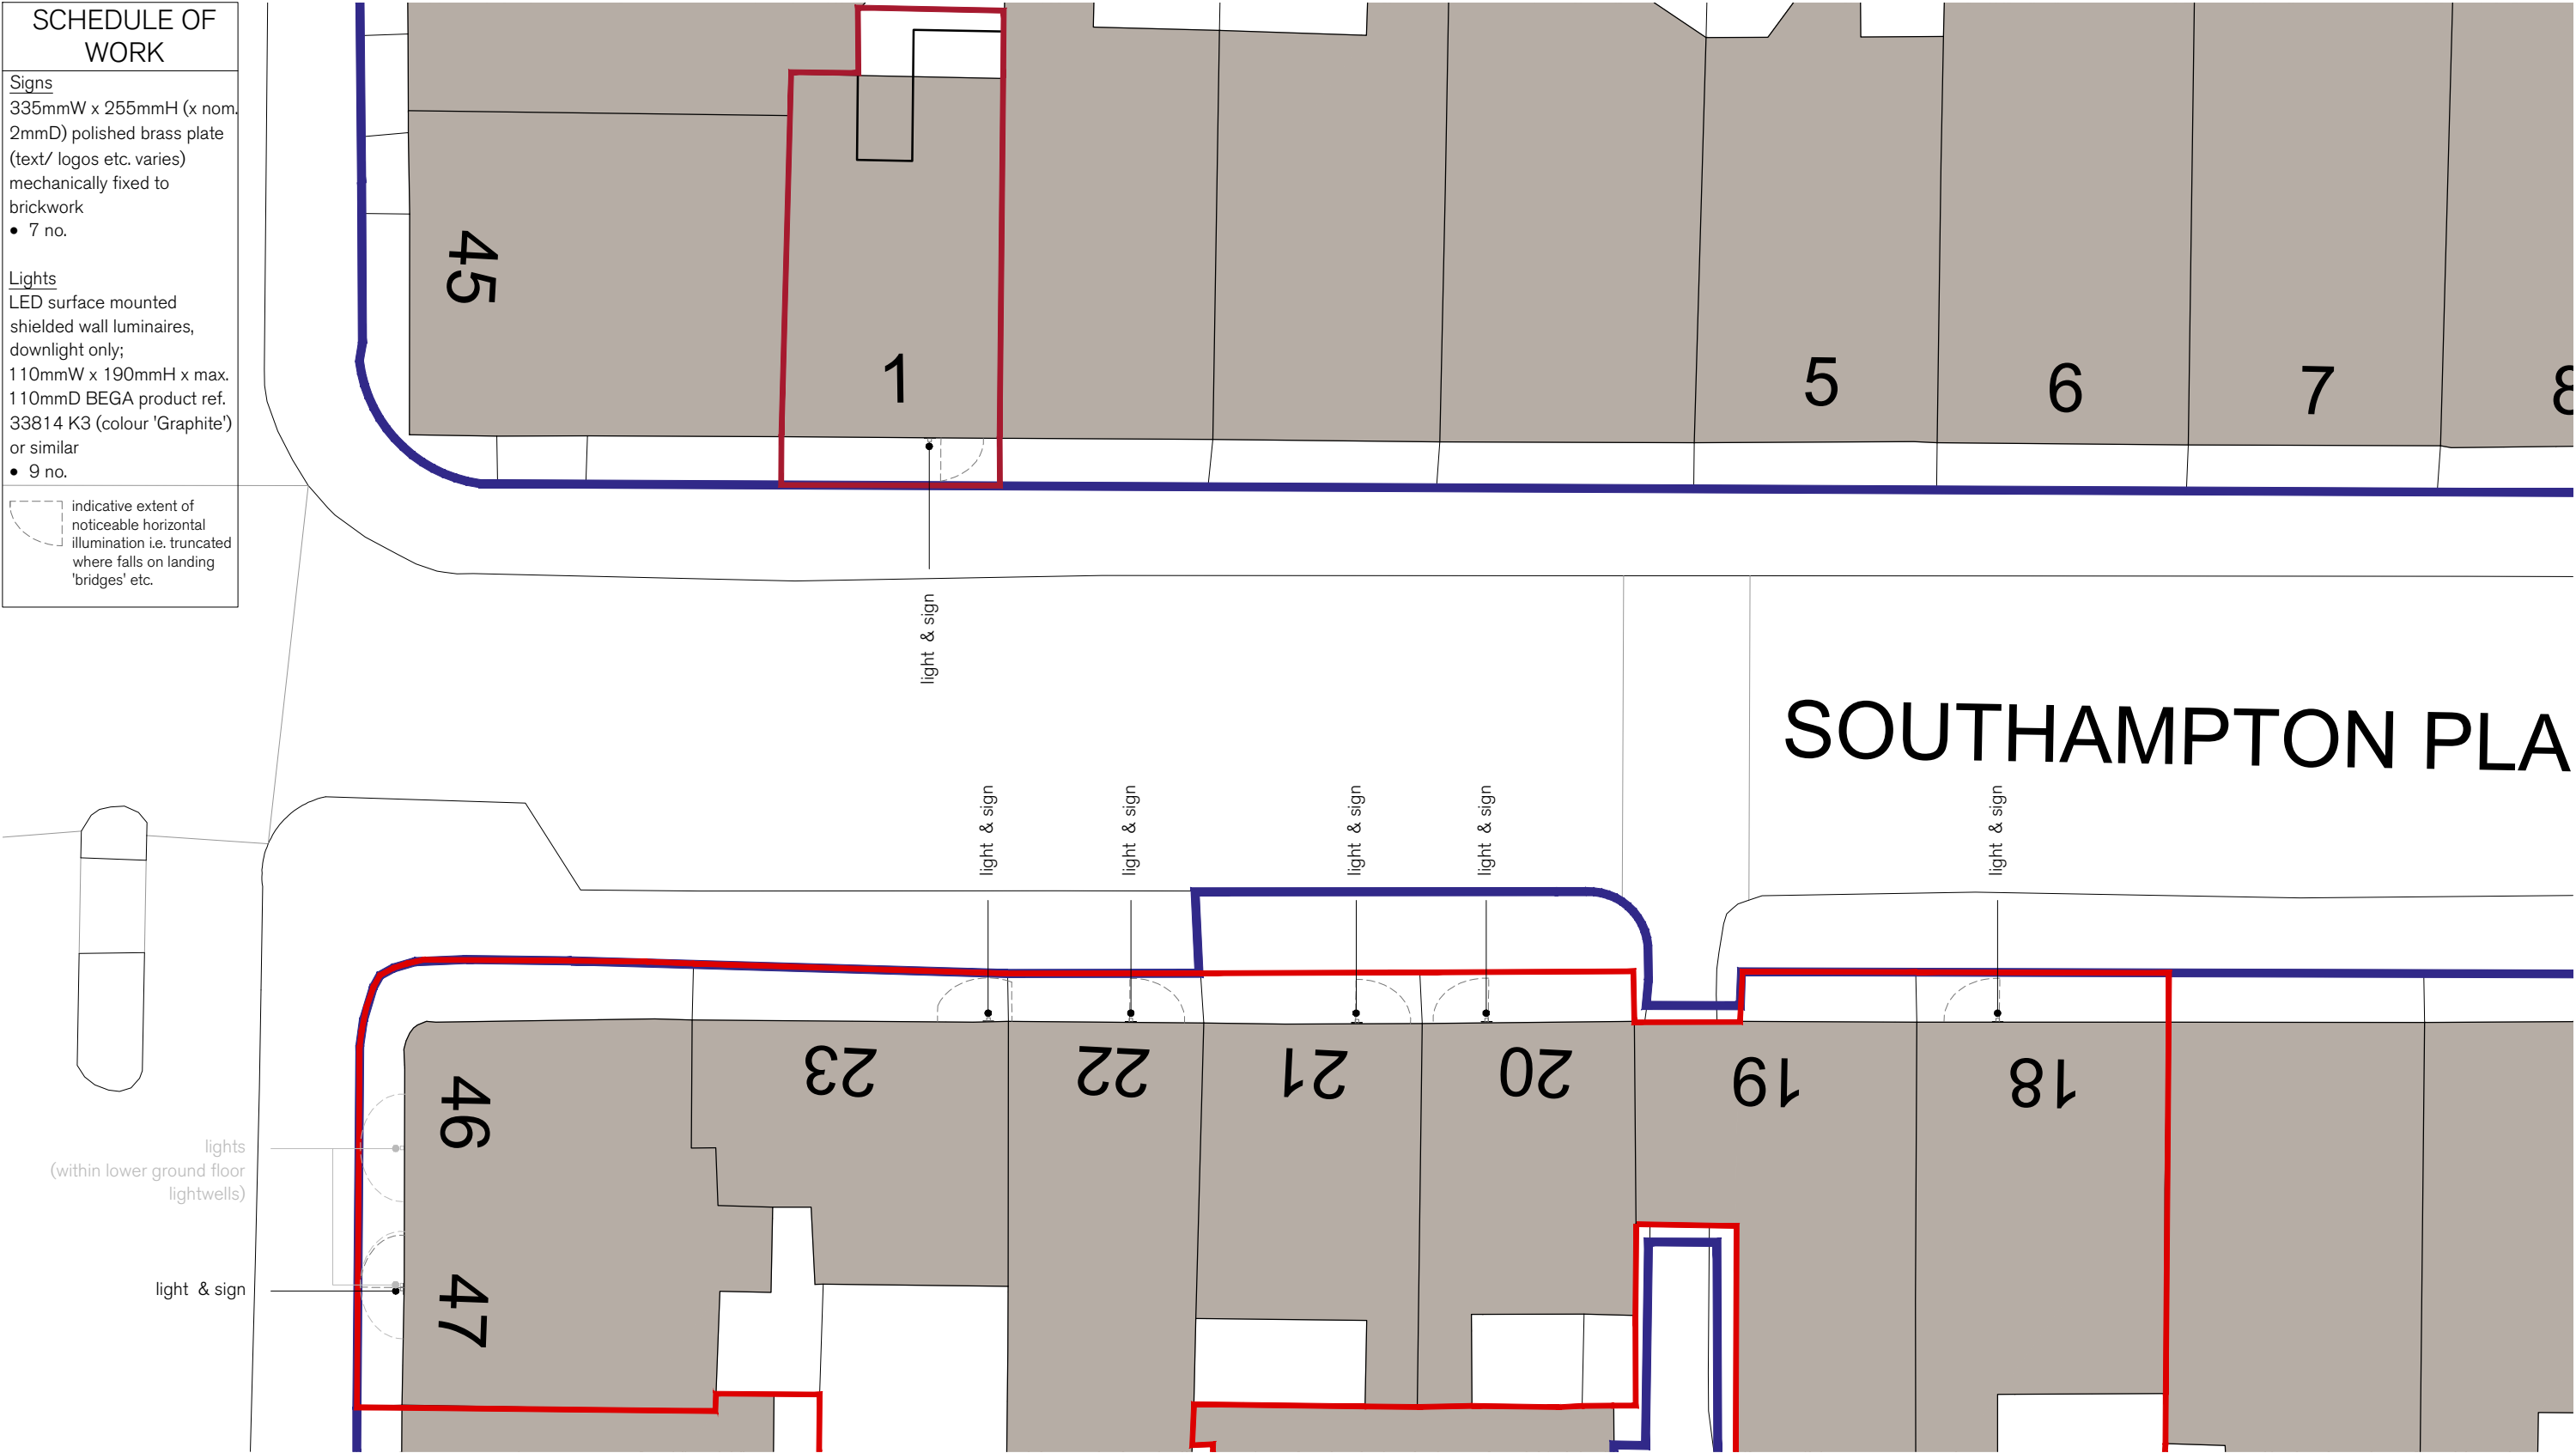 SCHEDULE OF
WORK
Signs
335mmW x 255mmH (x nom.
2mmD) polished brass plate
(text/ logos etc. varies)
mechanically fixed to
brickwork
• 7 no.
Lights
LED surface mounted
shielded wall luminaires,
downlight only;
110mmW x 190mmH x max.
110mmD BEGA product ref.
33814 K3 (colour 'Graphite')
or similar
• 9 no.
indicative extent of
noticeable horizontal
illumination i.e. truncated
where falls on landing
'bridges' etc.
45
1
5
6
7
8
light & sign
SOUTHAMPTON PLA
light & sign
light & sign
light & sign
light & sign
light & sign
23
22
21
20
19
18
46
lights
(within lower ground floor
lightwells)
light & sign
47